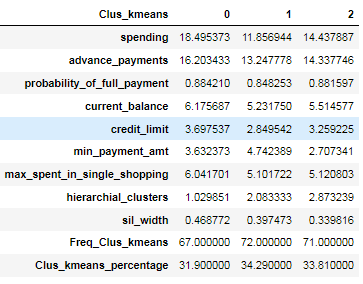 Clus_kmeans 0 1 2
spending 18.495373 11.856944 14.437887
advance_payments 16.203433 13.247778 14.337746
probability_of_full_payment 0.884210 0.848253 0.881597
current_balance 6.175687 5.231750 5.514577
credit_limit 3.697537 2.849542 3.259225
min_payment_amt 3.632373 4.742389 2.707341
max_spent_in_single_shopping 6.041701 5.101722 5.120803
hierarchial_clusters 1.029851 2.083333 2.873239
sil_width 0.468772 0.397473 0.339816
Freq_Clus_kmeans 67.000000 72.000000 71.000000
Clus_kmeans_percentage 31.900000 34.290000 33.810000